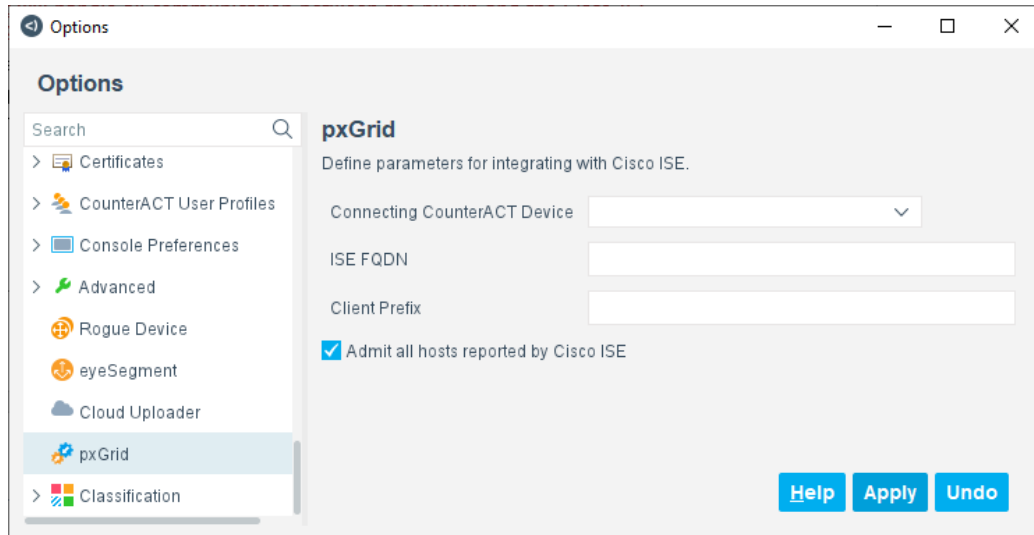 Options
Options
Search
Certificates
CounterACT User Profiles
Console Preferences
Advanced
Rogue Device
eyeSegment
Cloud Uploader
pxGrid
Classification
pxGrid
Define parameters for integrating with Cisco ISE.
Connecting CounterACT Device
ISE FQDN
Client Prefix
Admit all hosts reported by Cisco ISE
Help Apply Undo